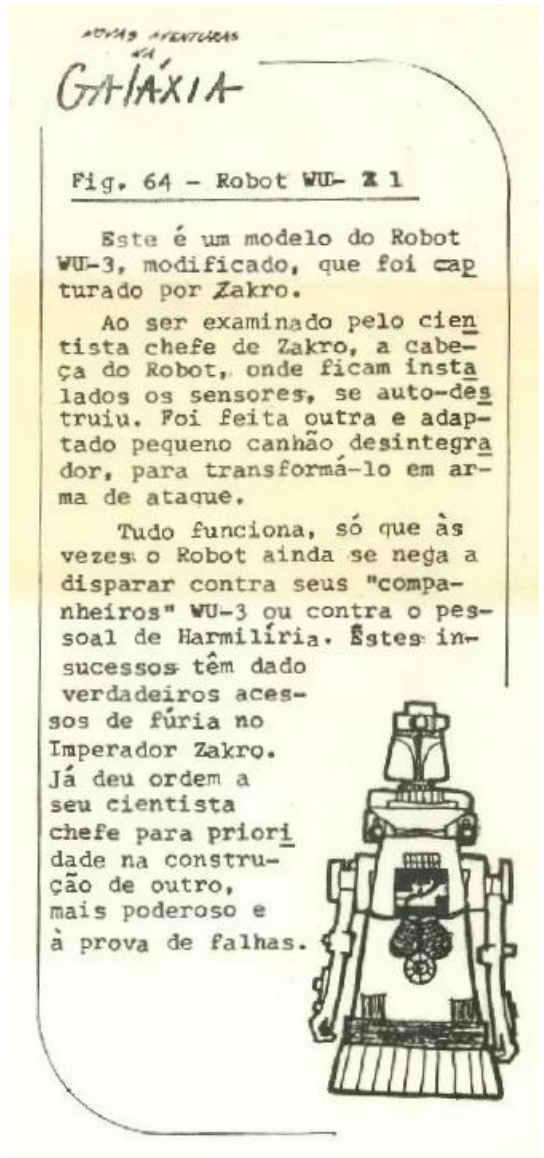 NOVAS AVENTURAS
NA
GALÁXIA
Fig. 64 - Robot WU- Z 1
Este é um modelo do Robot
WU-3, modificado, que foi cap
turado por Zakro.
Ao ser examinado pelo cien
tista chefe de Zakro, a cabe-
ça do Robot, onde ficam insta
lados os sensores, se auto-des
truiu. Foi feita outra e adap-
tado pequeno canhão desintegra
dor, para transformá-lo em ar-
ma de ataque.
Tudo funciona, só que às
vezes o Robot ainda se nega a
disparar contra seus "compa-
nheiros" WU-3 ou contra o pes-
soal de Harmilíria. Estes in-
sucessos têm dado
verdadeiros aces-
sos de fúria no
Imperador Zakro.
Já deu ordem a
seu cientista
chefe para priori
dade na constru-
ção de outro,
mais poderoso e
à prova de falhas.